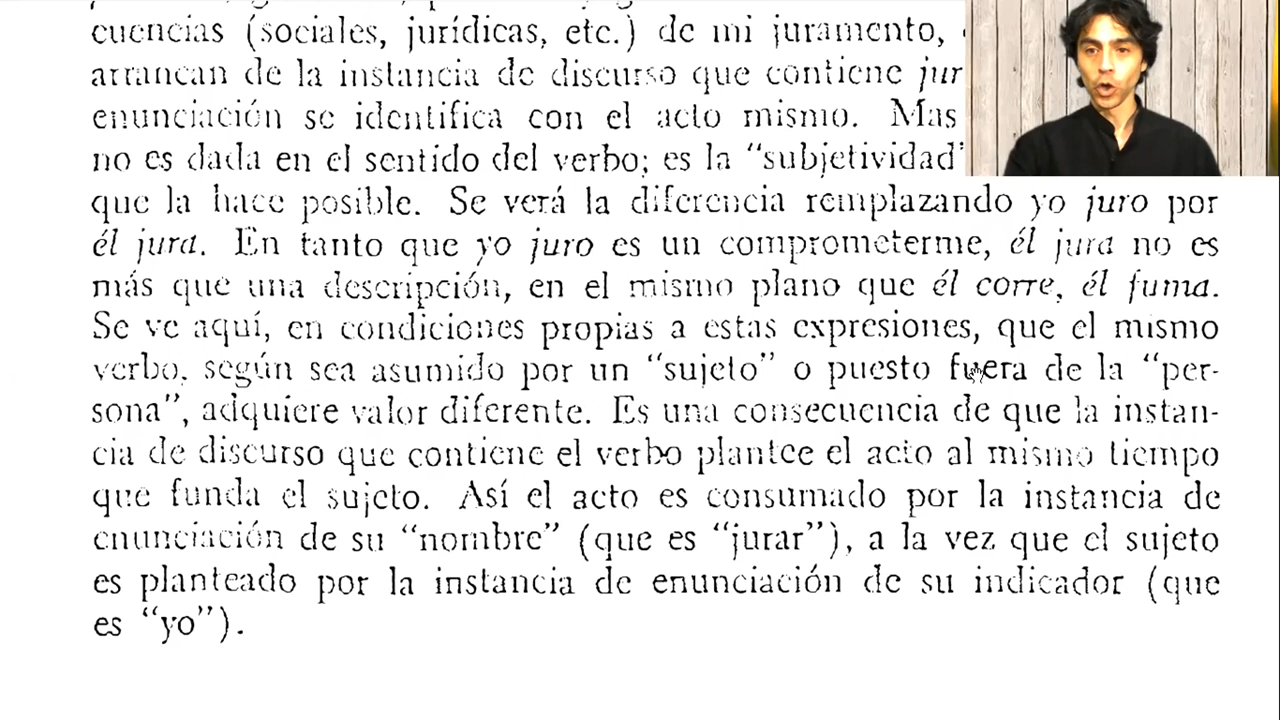 cuencias (sociales, jurídicas, etc.) de mi juramento,
arrancan de la instancia de discurso que contiene jur
enunciación se identifica con el acto mismo. Mas
no es dada en el sentido del verbo; es la “subjetividad”
que la hace posible. Se verá la diferencia remplazando yo juro por
él jura. En tanto que yo juro es un comprometerme, él jura no es
más que una descripción, en el mismo plano que él corre, él fuma.
Se ve aquí, en condiciones propias a estas expresiones, que el mismo
verbo, según sea asumido por un “sujeto” o puesto fuera de la “per-
sona”, adquiere valor diferente. Es una consecuencia de que la instan-
cia de discurso que contiene el verbo plantee el acto al mismo tiempo
que funda el sujeto. Así el acto es consumado por la instancia de
enunciación de su “nombre” (que es “jurar”), a la vez que el sujeto
es planteado por la instancia de enunciación de su indicador (que
es “yo”).